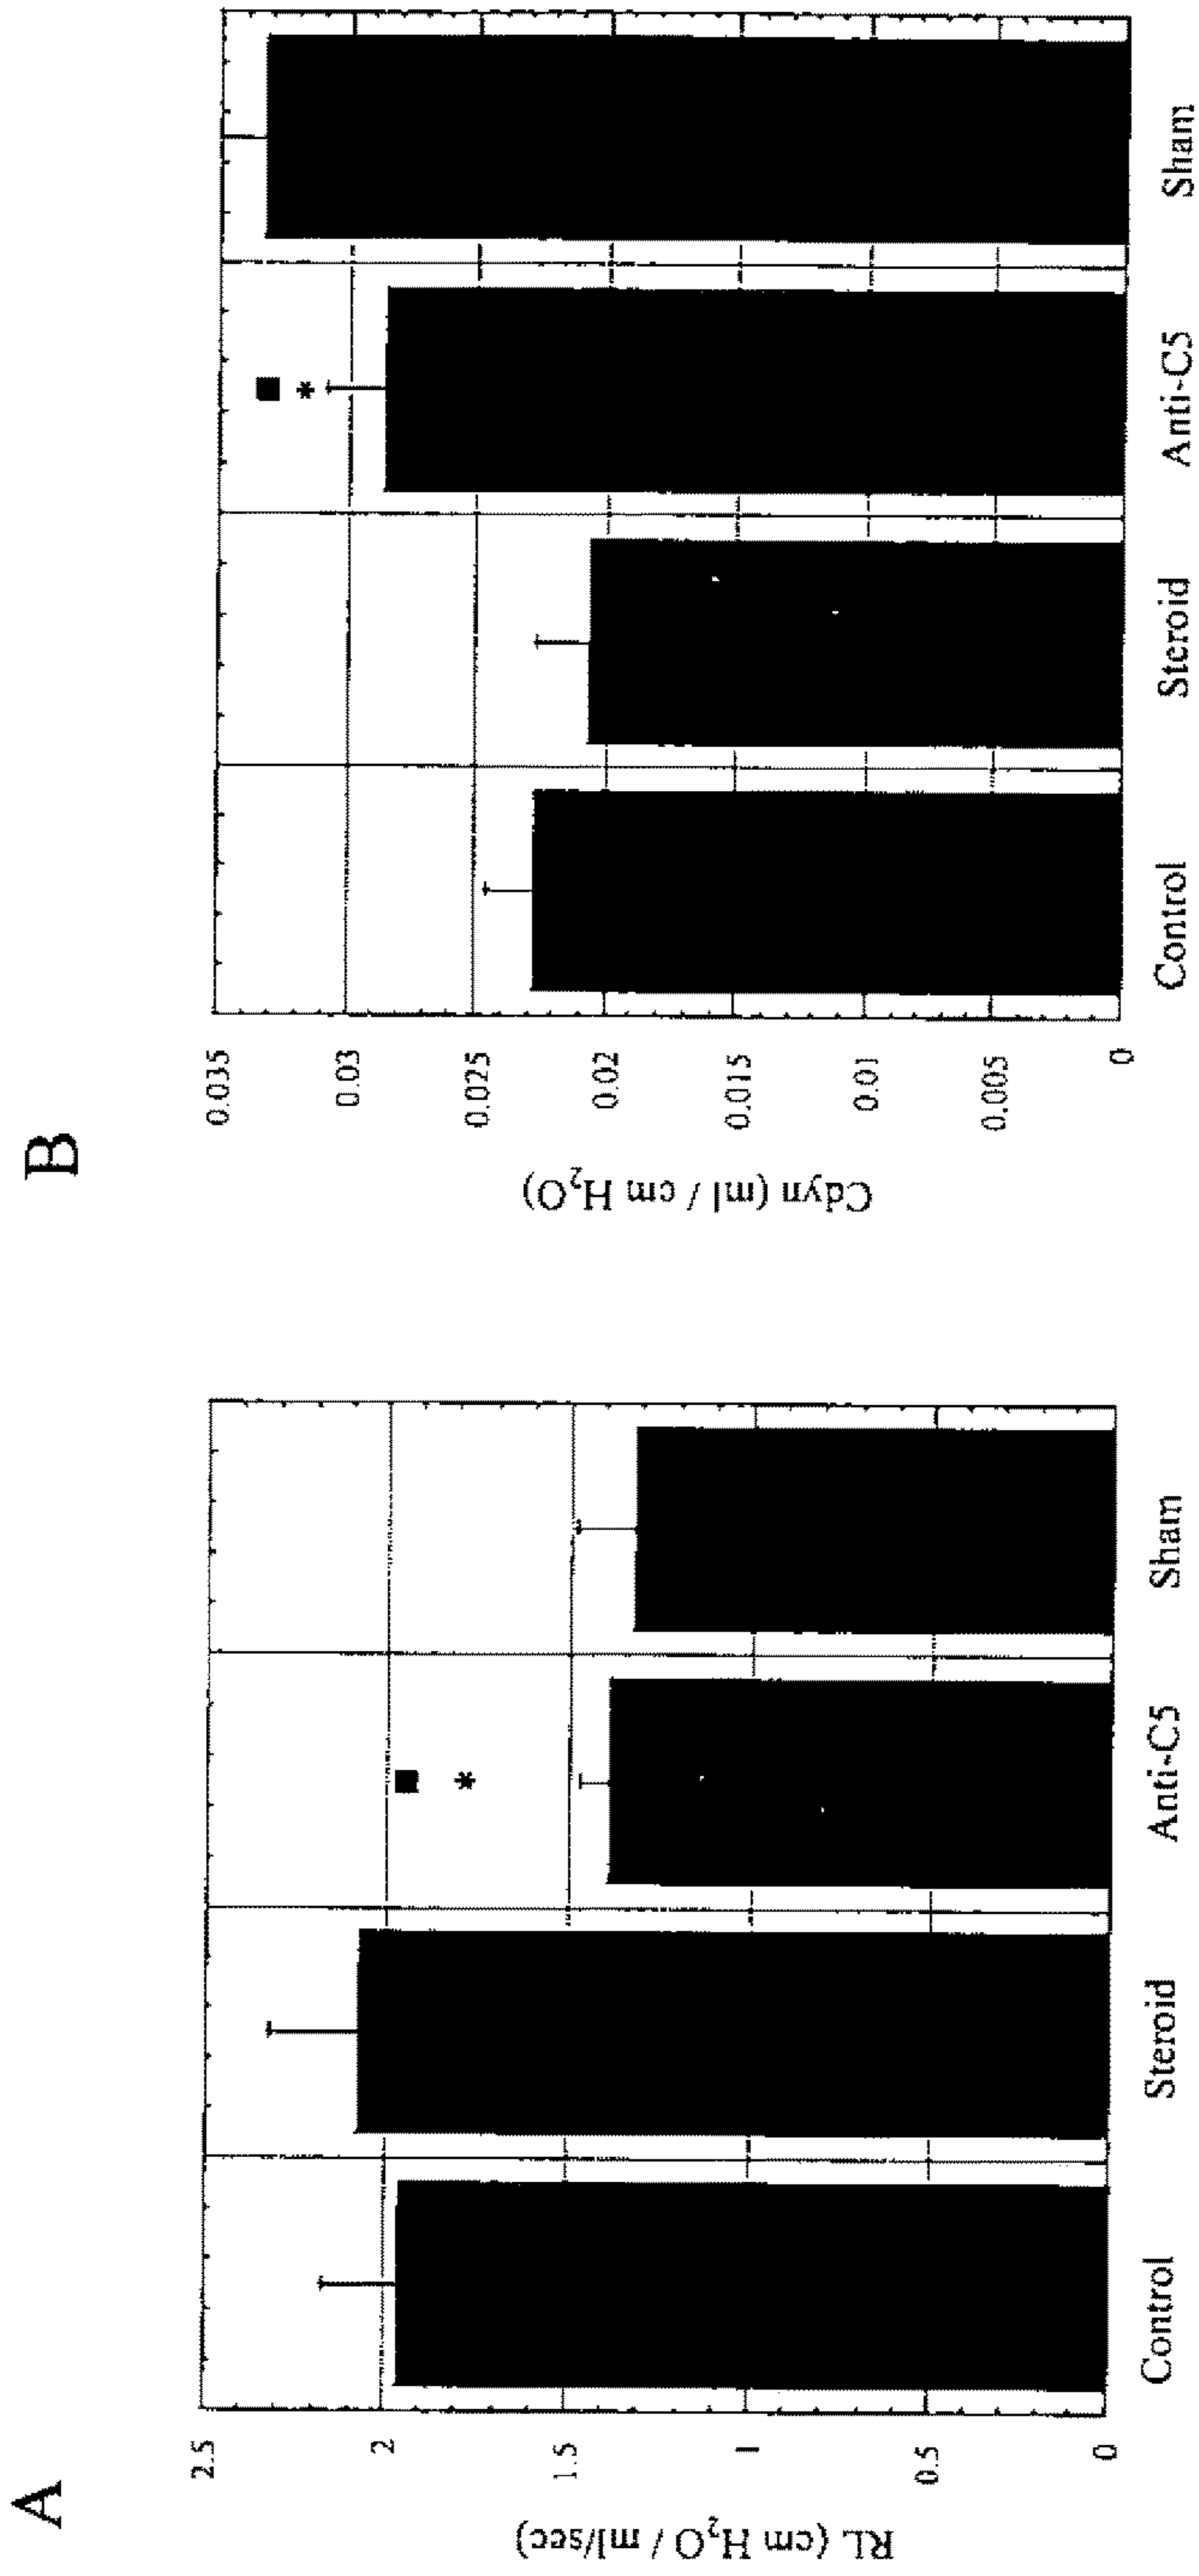 A
RL (cm H₂O / ml/sec)
2.5
2
1.5
1
0.5
0
■
*
Control
Steroid
Anti-C5
Sham
B
Cdyn (ml / cm H₂O)
0.035
0.03
0.025
0.02
0.015
0.01
0.005
0
■
*
Control
Steroid
Anti-C5
Sham